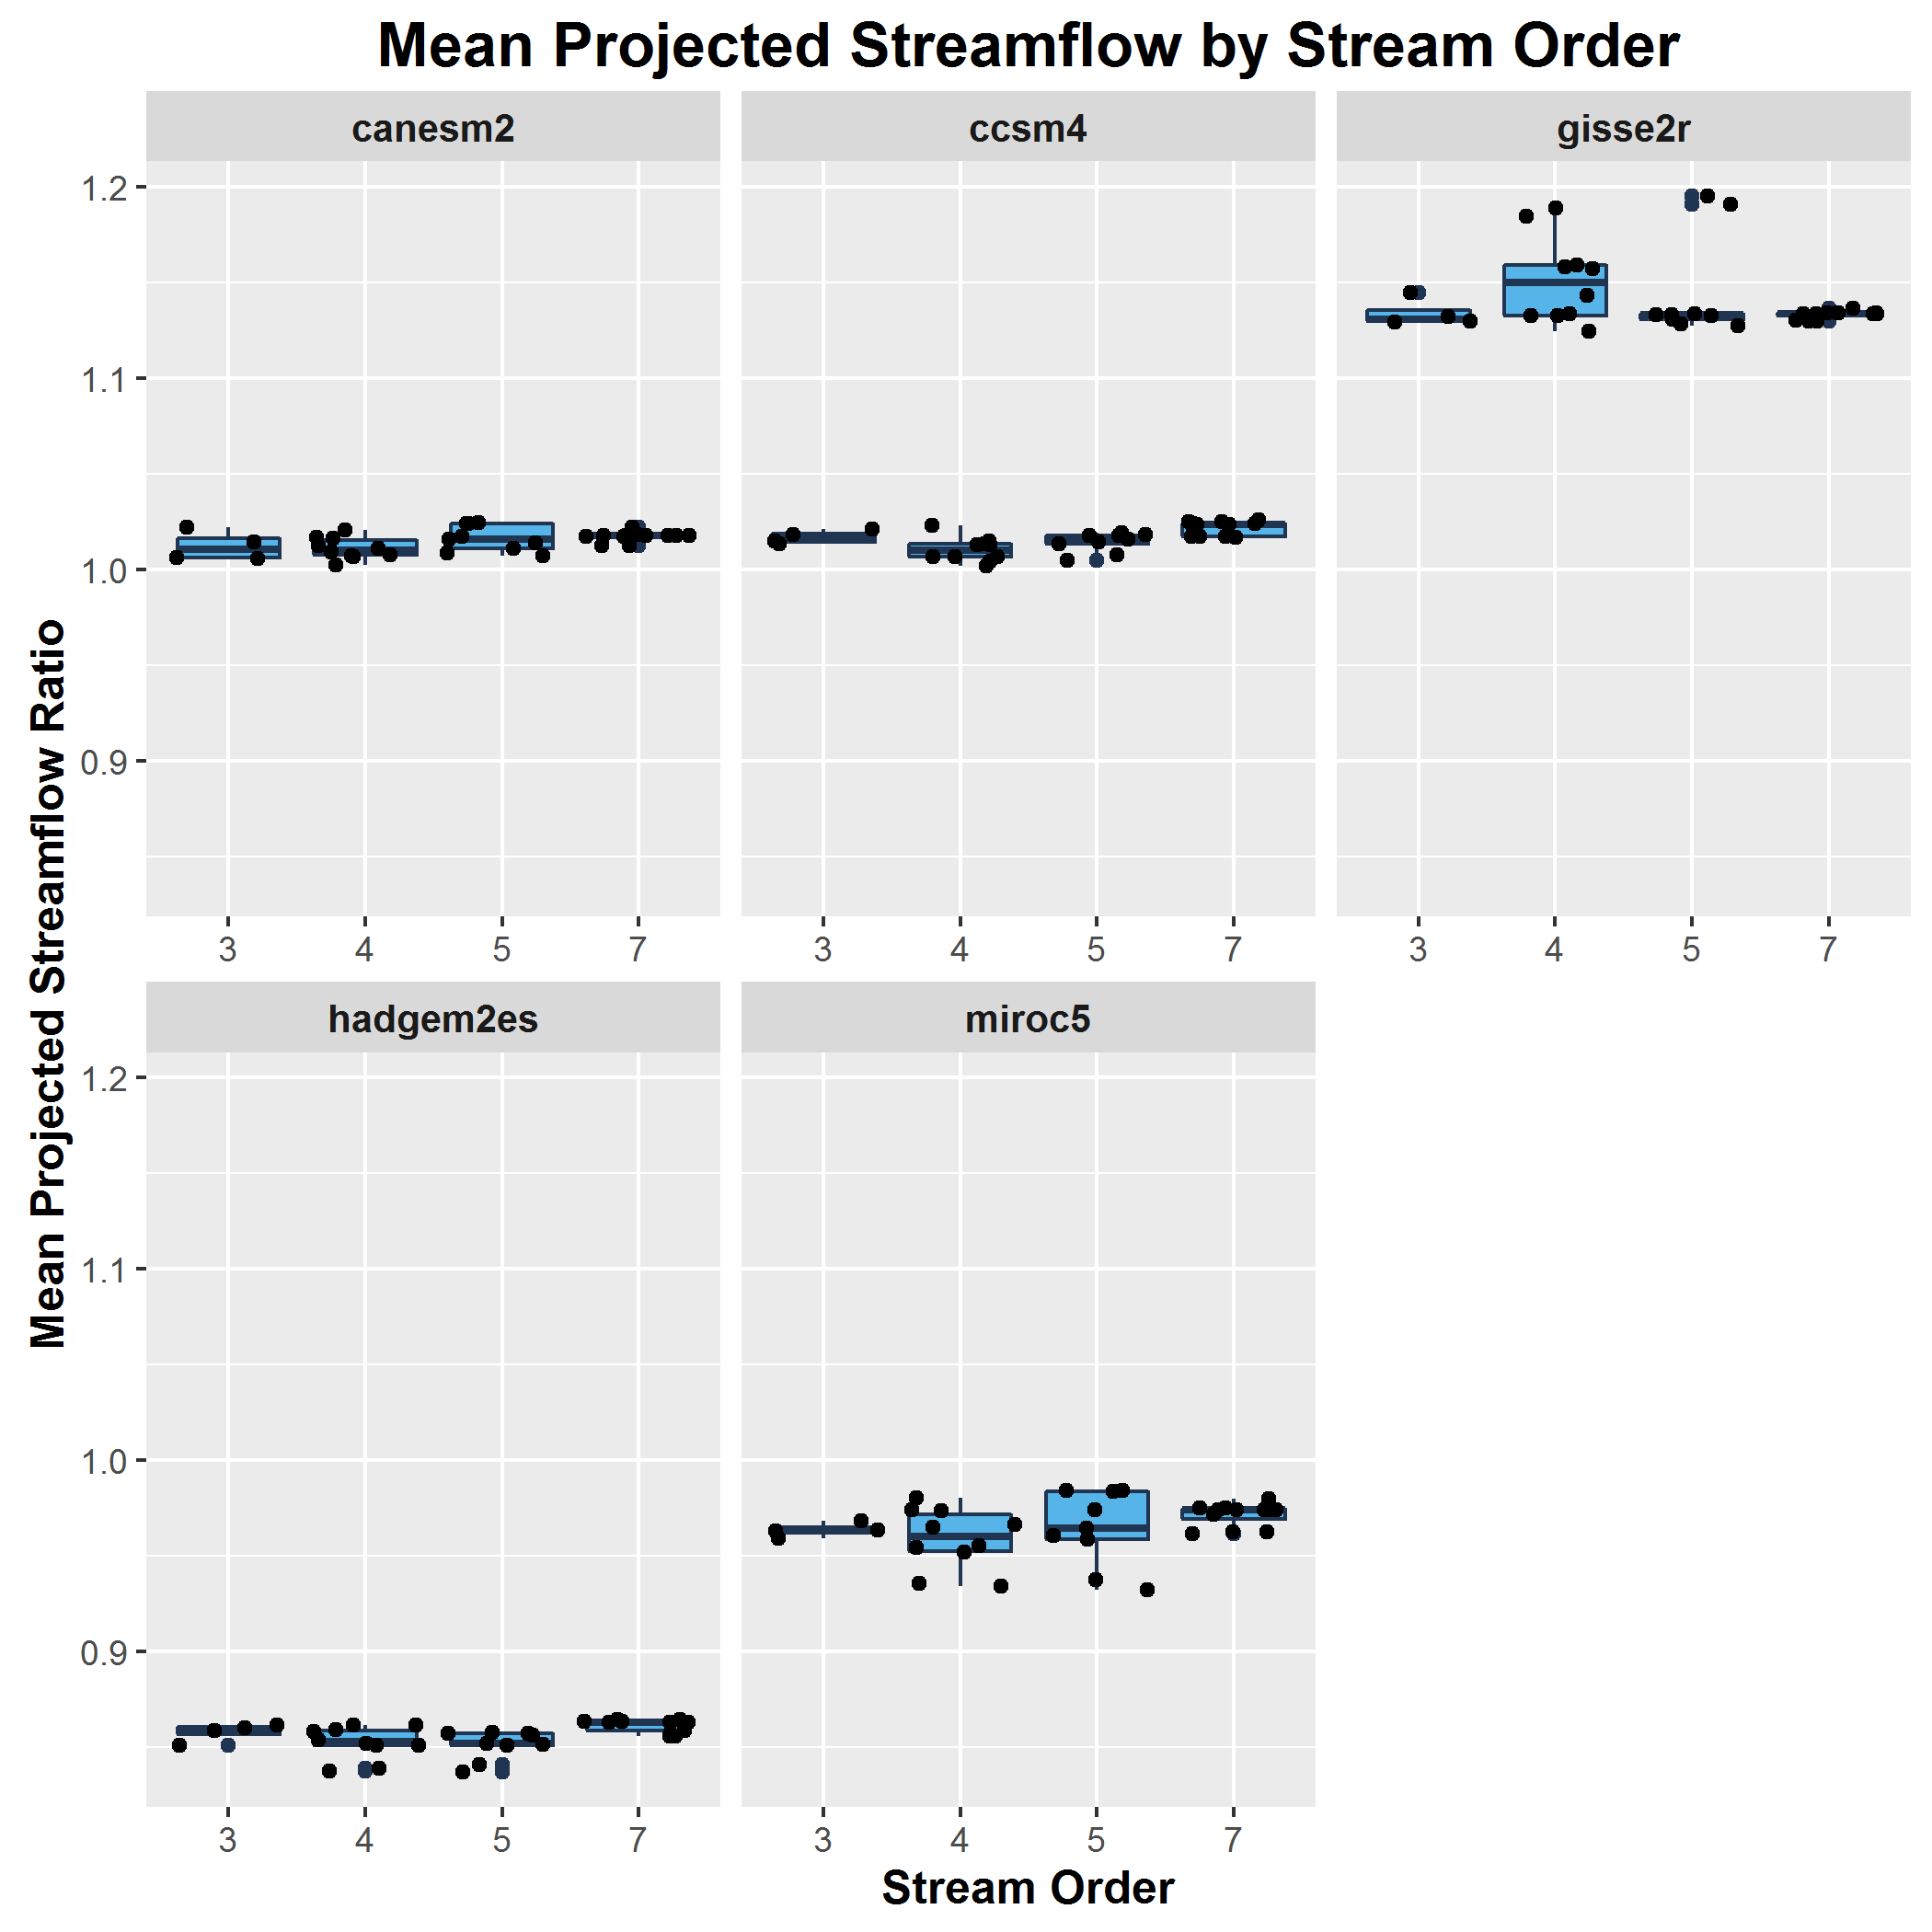 Mean Projected Streamflow by Stream Order
canesm2 ccsm4 gisse2r
1.2
1.1
1.0
0.9
3 4 5 7 3 4 5 7 3 4 5 7
Mean Projected Streamflow Ratio
hadgem2es miroc5
1.2
1.1
1.0
0.9
3 4 5 7 3 4 5 7
Stream Order